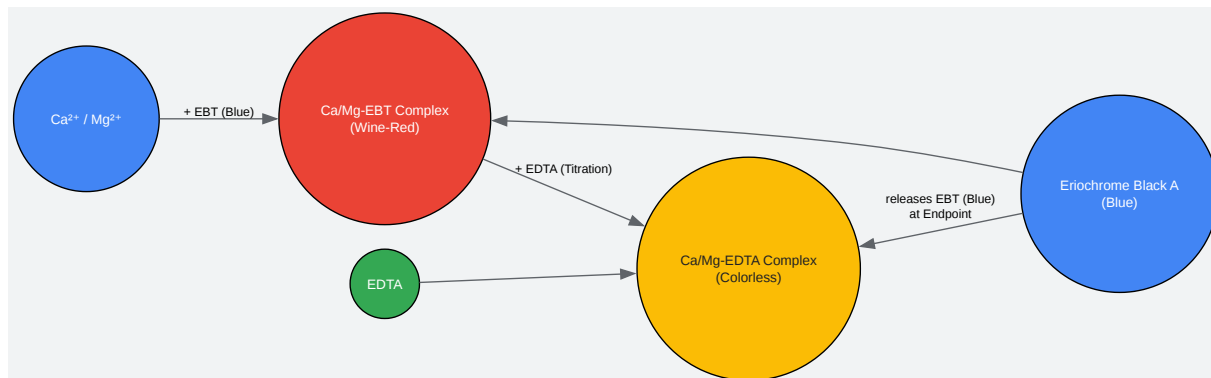 Ca²⁺ / Mg²⁺
+ EBT (Blue)
Ca/Mg-EBT Complex
(Wine-Red)
+ EDTA (Titration)
EDTA
Ca/Mg-EDTA Complex
(Colorless)
releases EBT (Blue)
at Endpoint
Eriochrome Black A
(Blue)